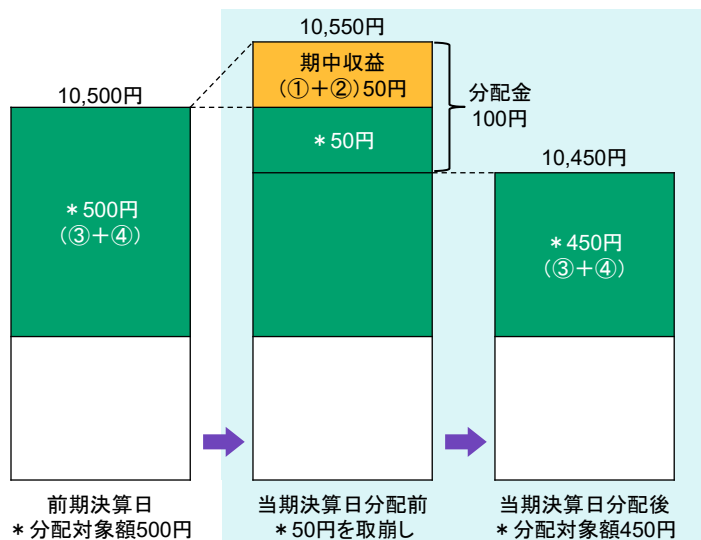 10,500円
＊500円
（③＋④）
前期決算日
＊分配対象額500円
10,550円
期中収益
（①＋②）50円
＊50円
分配金
100円
当期決算日分配前
＊50円を取崩し
10,450円
＊450円
（③＋④）
当期決算日分配後
＊分配対象額450円